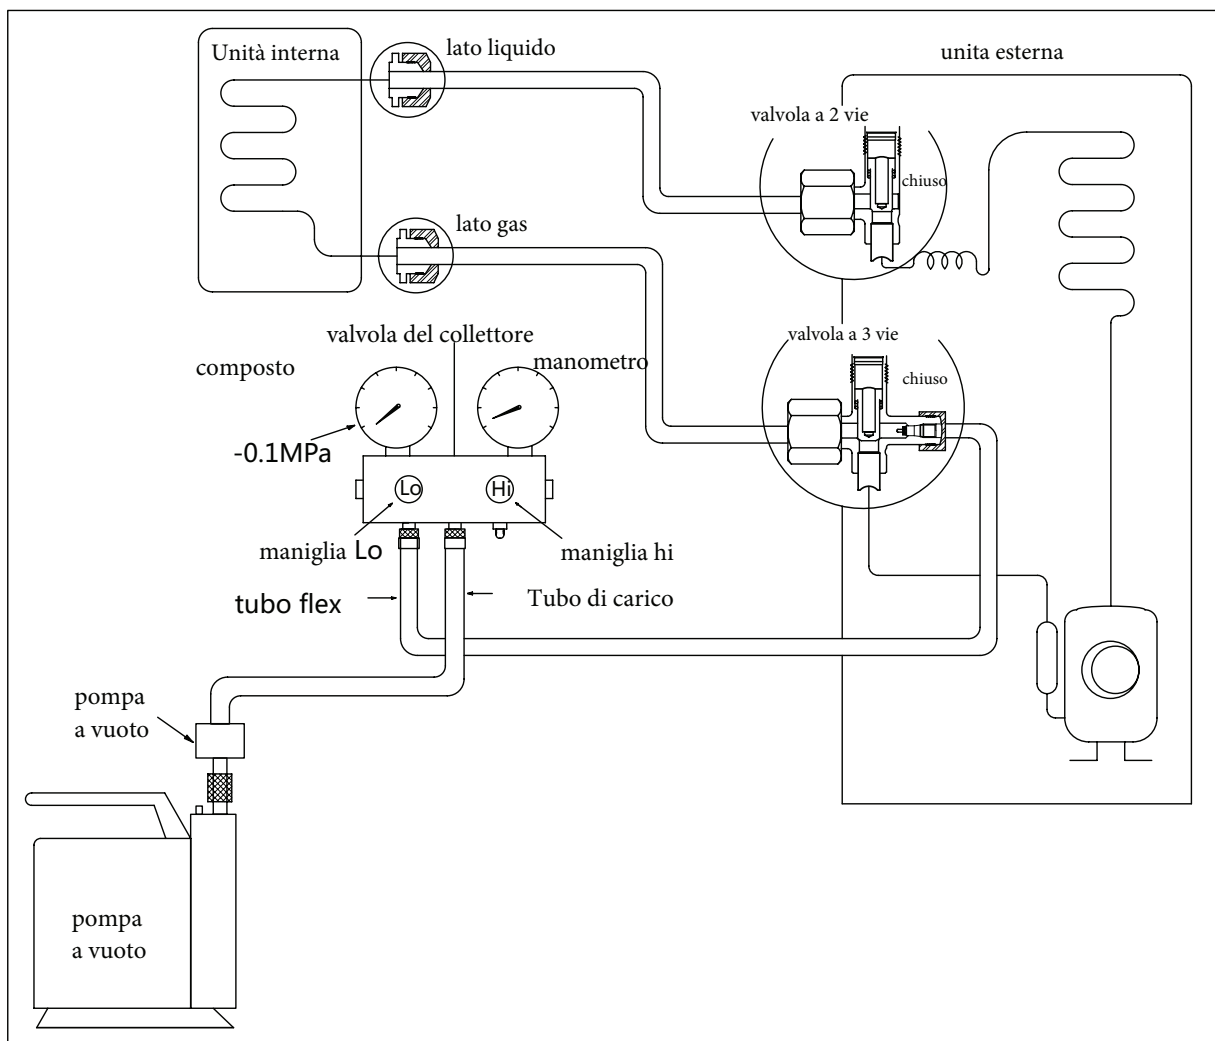 Unità interna
lato liquido
unita esterna
valvola a 2 vie
chiuso
lato gas
valvola del collettore
valvola a 3 vie
composto
manometro
chiuso
-0.1MPa
Lo
Hi
maniglia Lo
maniglia hi
tubo flex
Tubo di carico
pompa
a vuoto
pompa
a vuoto